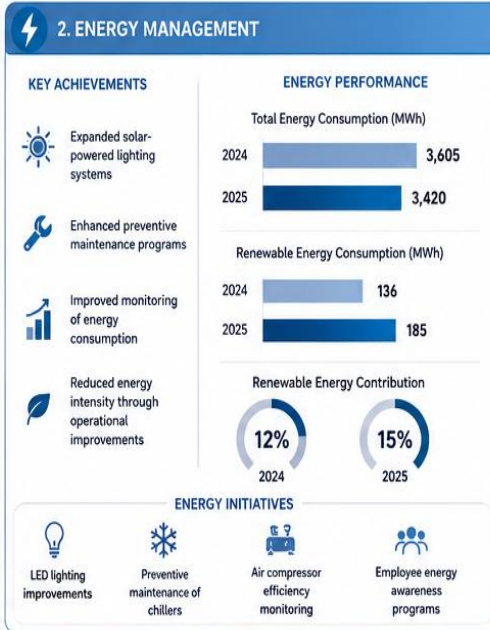 2. ENERGY MANAGEMENT
KEY ACHIEVEMENTS
Expanded solar-
powered lighting
systems
Enhanced preventive
maintenance programs
Improved monitoring
of energy
consumption
Reduced energy
intensity through
operational
improvements
ENERGY PERFORMANCE
Total Energy Consumption (MWh)
2024 3,605
2025 3,420
Renewable Energy Consumption (MWh)
2024 136
2025 185
Renewable Energy Contribution
12% 15%
2024 2025
ENERGY INITIATIVES
LED lighting
improvements
Preventive
maintenance of
chillers
Air compressor
efficiency
monitoring
Employee energy
awareness
programs